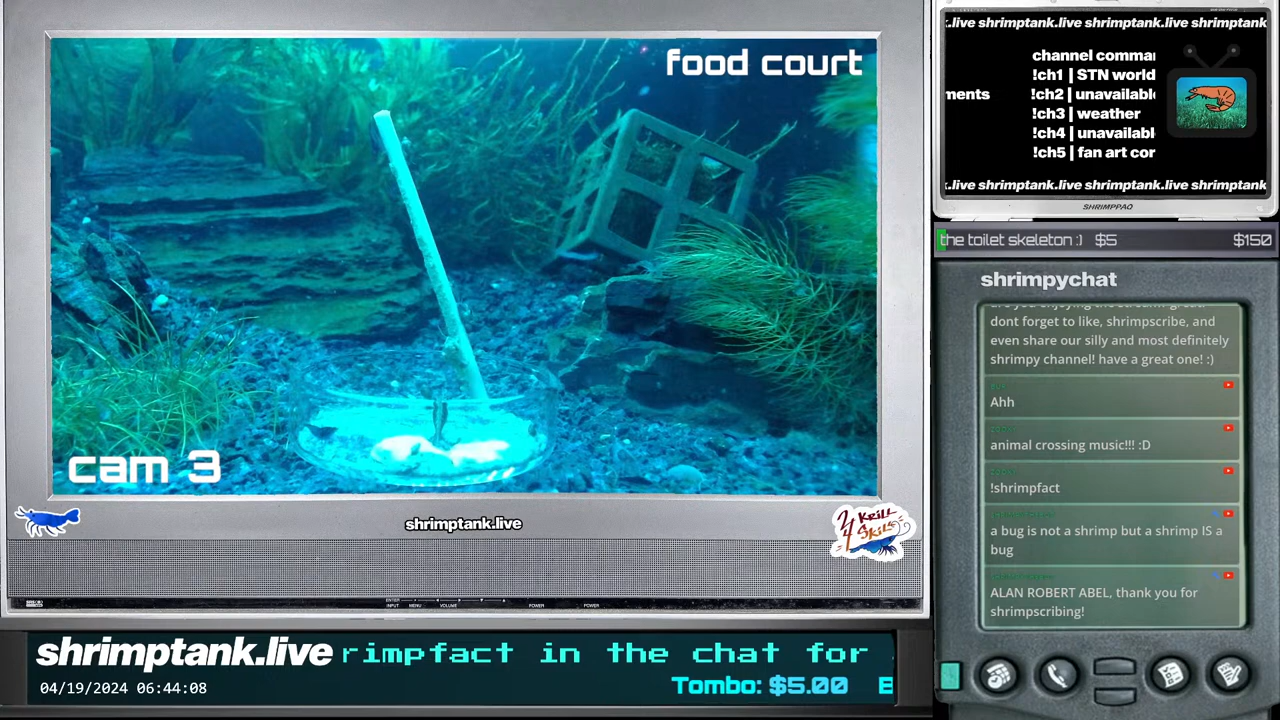 food court
cam 3
shrimptank.live
24
KRILL
SKILL
shrimptank.live
rimpfact in the chat for
04/19/2024 06:44:08
Tombo: $5.00
.live shrimptank.live shrimptank.live shrimptank
channel comma
!ch1 | STN world
ments
!ch2 | unavailable
!ch3 | weather
!ch4 | unavailabl
!ch5 | fan art cor
.live shrimptank.live shrimptank.live shrimptank
SHRIMPPAQ
the toilet skeleton :) $5 $150
shrimpychat
dont forget to like, shrimpscribe, and
even share our silly and most definitely
shrimpy channel! have a great one! :)
Ahh
animal crossing music!!! :D
!shrimpfact
a bug is not a shrimp but a shrimp IS a
bug
ALAN ROBERT ABEL, thank you for
shrimpscribing!